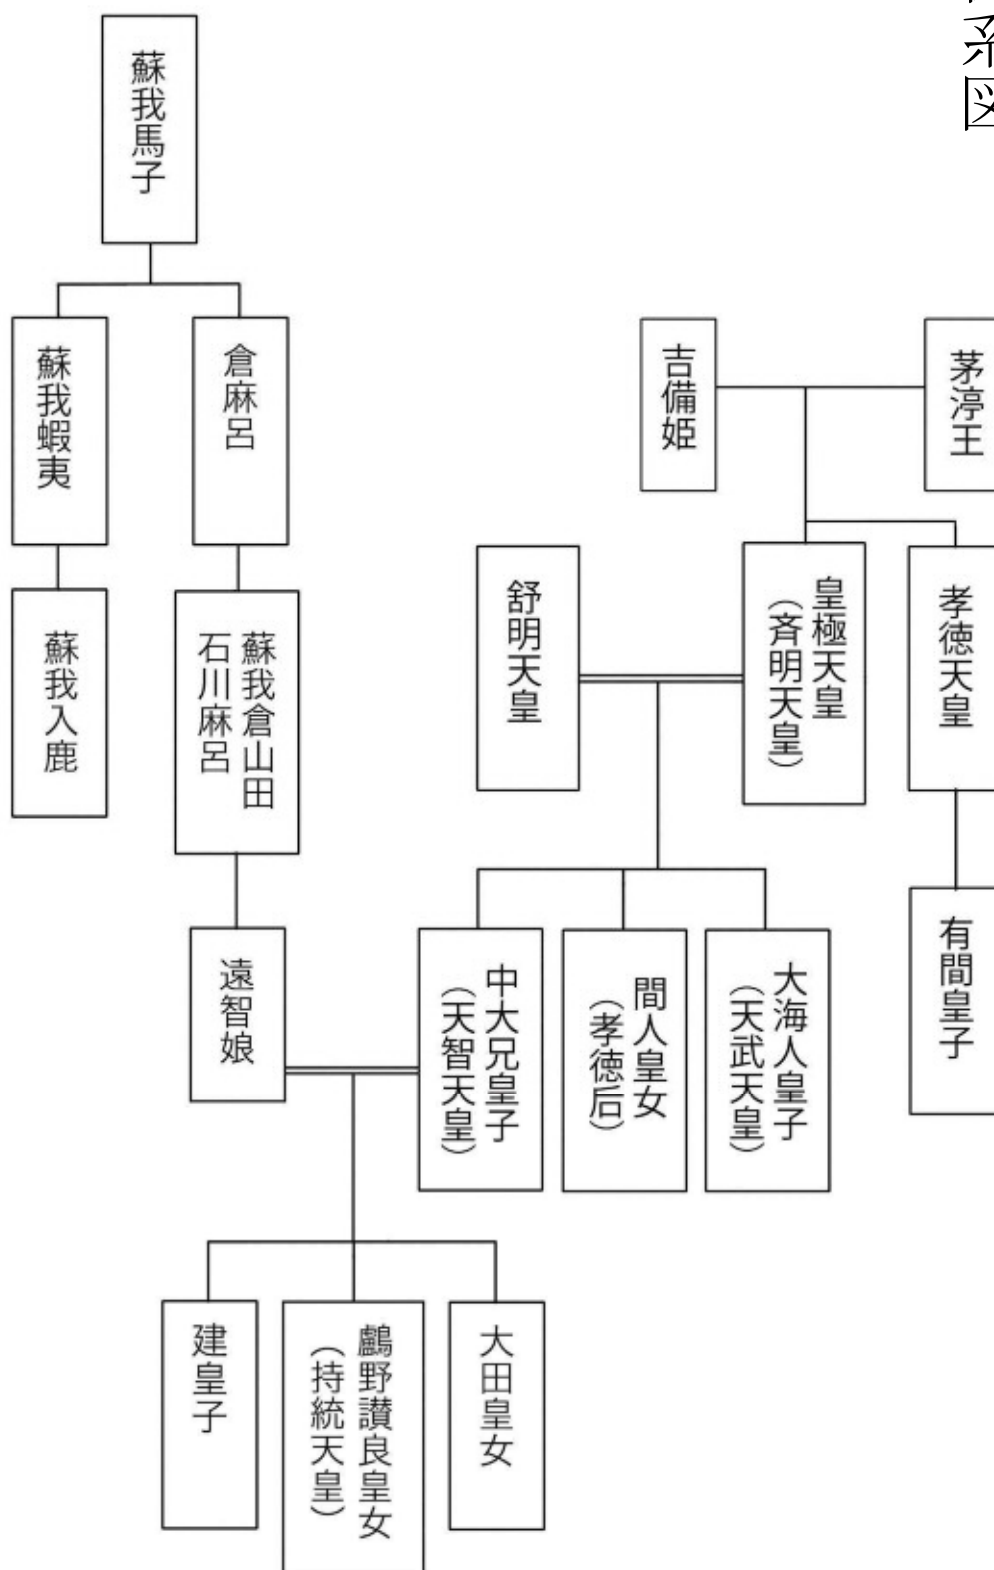 系図
茅渟王
吉備姫
孝徳天皇
皇極天皇
（斉明天皇）
舒明天皇
有間皇子
大海人皇子
（天武天皇）
間人皇女
（孝徳后）
中大兄皇子
（天智天皇）
大田皇女
鸕野讃良皇女
（持統天皇）
建皇子
蘇我馬子
倉麻呂
蘇我蝦夷
蘇我倉山田
石川麻呂
蘇我入鹿
遠智娘